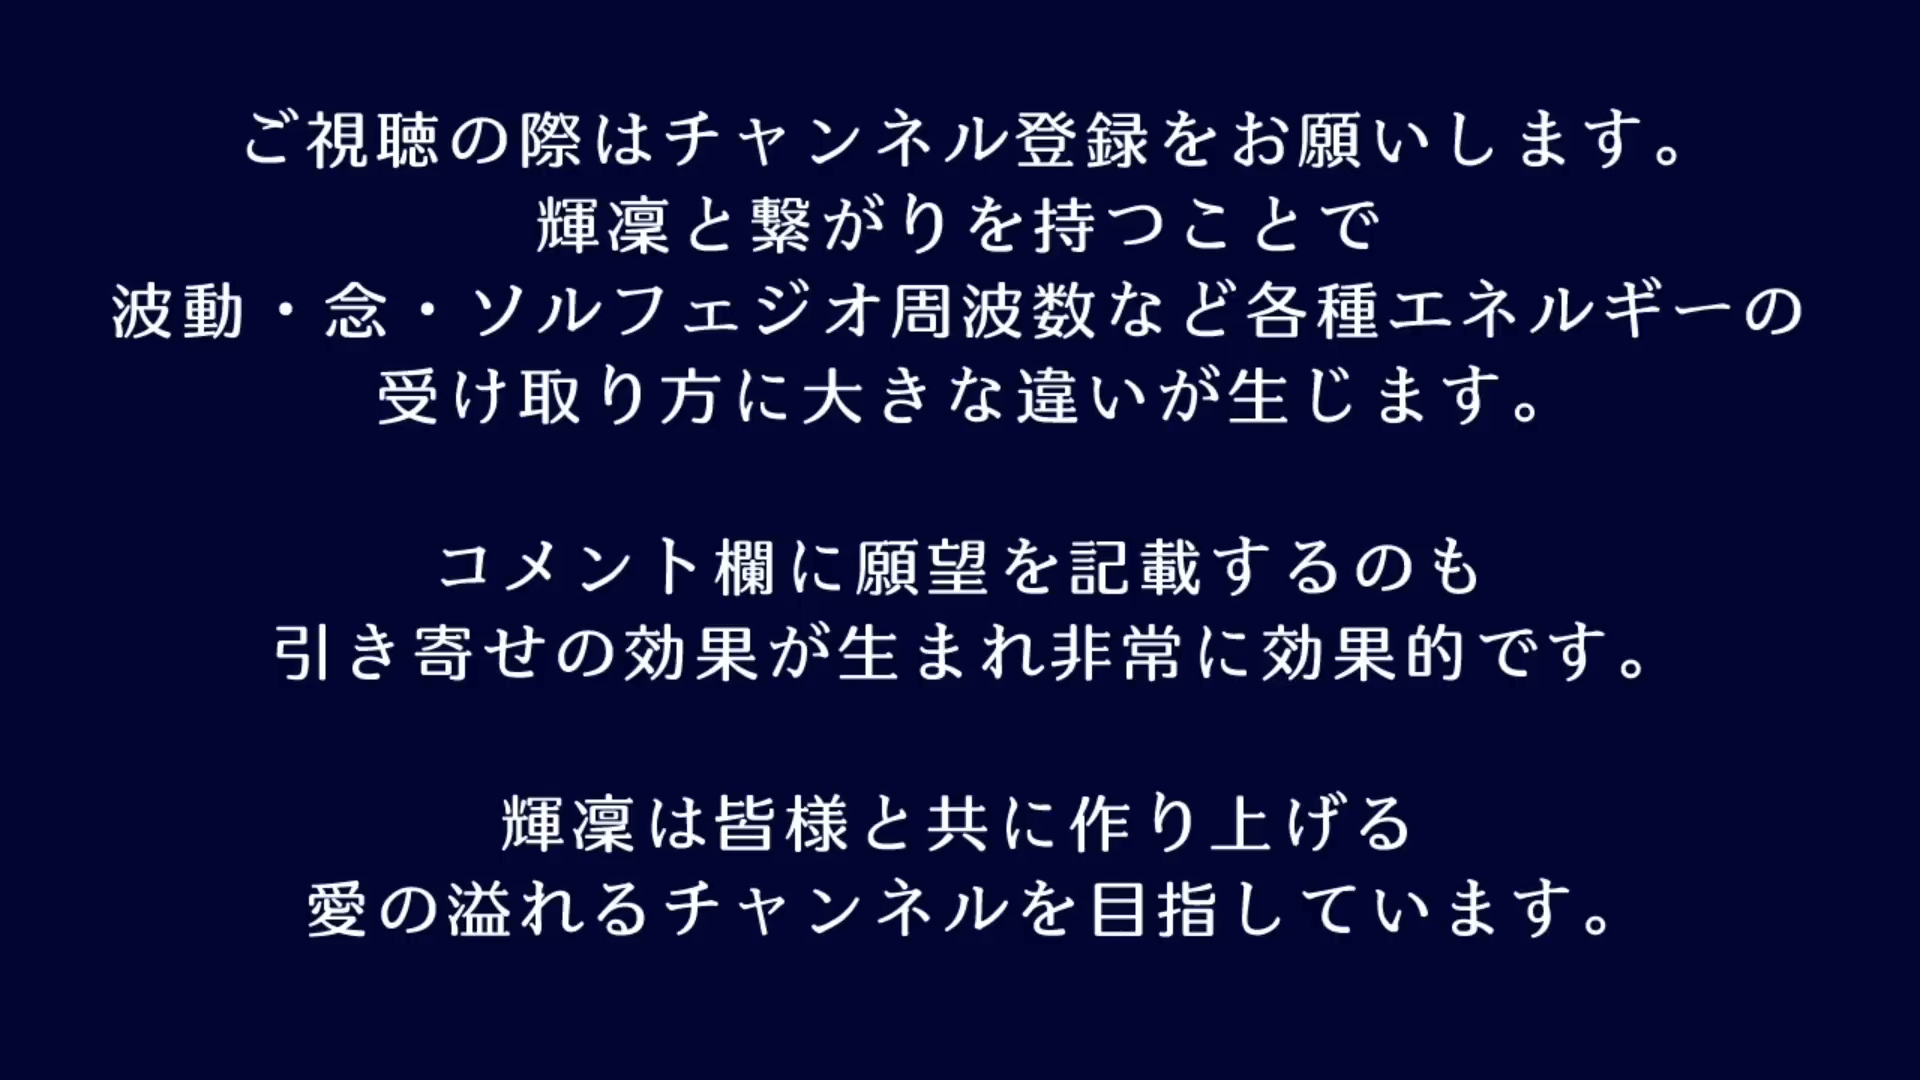 ご視聴の際はチャンネル登録をお願いします。
輝凜と繋がりを持つことで
波動・念・ソルフェジオ周波数など各種エネルギーの
受け取り方に大きな違いが生じます。
コメント欄に願望を記載するのも
引き寄せの効果が生まれ非常に効果的です。
輝凜は皆様と共に作り上げる
愛の溢れるチャンネルを目指しています。